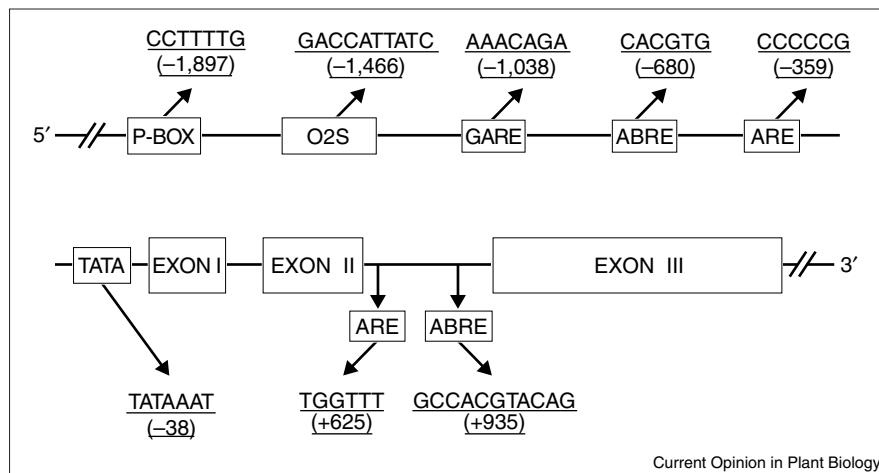 CCTTTTG GACCATTATC AAACAGA CACGTG CCCCCG
(–1,897) (–1,466) (–1,038) (–680) (–359)
5′ P-BOX O2S GARE ABRE ARE
TATA EXON I EXON II EXON III 3′
ARE ABRE
TATAAAT TGGTTT GCCACGTACAG
(–38) (+625) (+935)
Current Opinion in Plant Biology